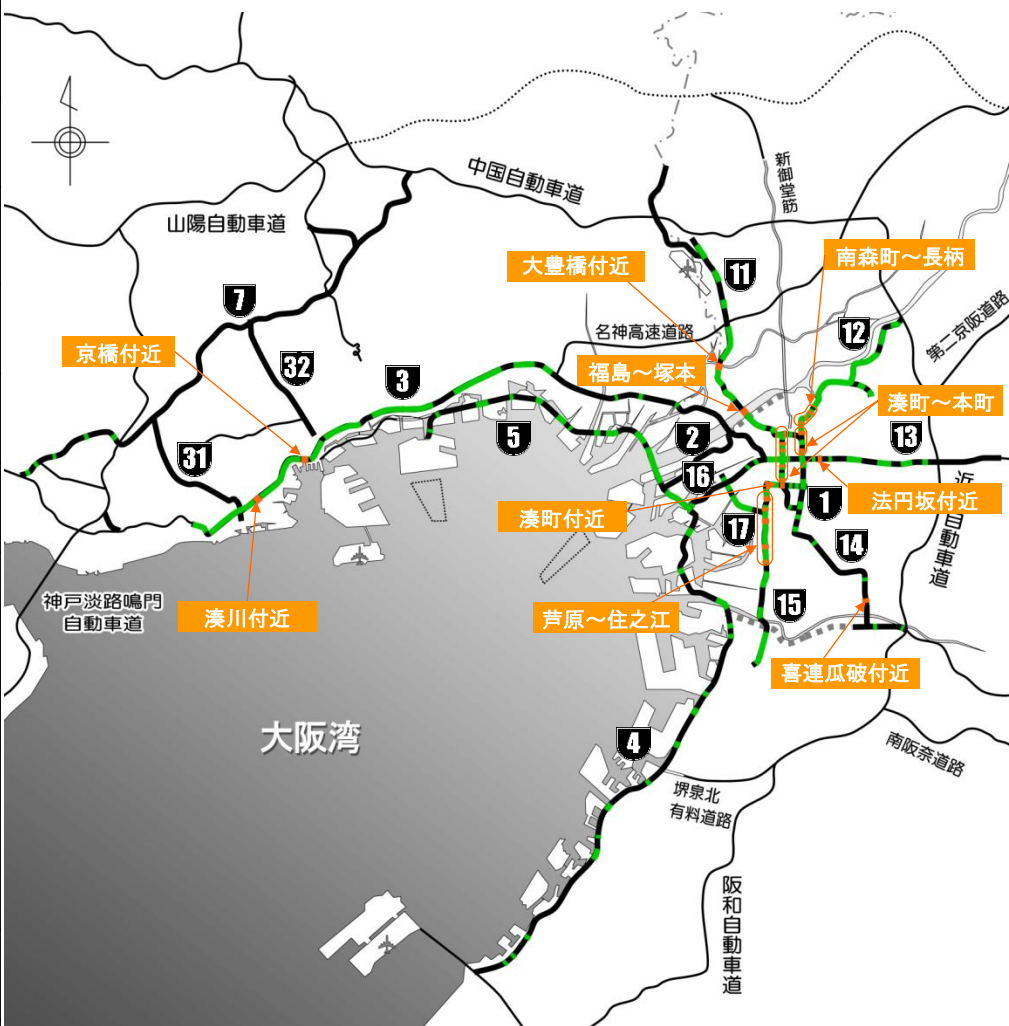 中国自動車道
新御堂筋
山陽自動車道
大豊橋付近
南森町～長柄
11
7
名神高速道路
12
第二京阪道路
京橋付近
32
3
福島～塚本
湊町～本町
5
2
13
31
16
湊町付近
1
法円坂付近
近
自動車道
17
14
神戸淡路鳴門
自動車道
湊川付近
芦原～住之江
15
喜連瓜破付近
大阪湾
4
南阪奈道路
堺泉北
有料道路
阪和自動車道